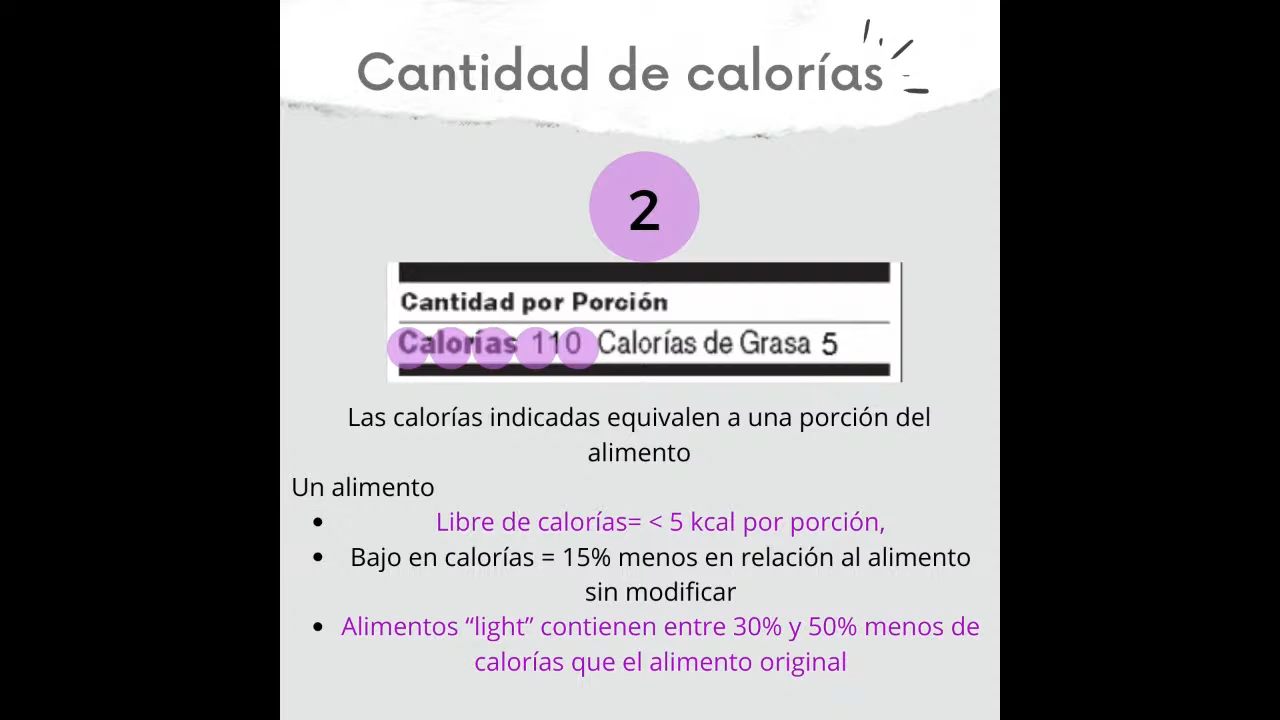 Cantidad de calorías
2
Cantidad por Porción
Calorías 110 Calorías de Grasa 5
Las calorías indicadas equivalen a una porción del
alimento
Un alimento
• Libre de calorías= < 5 kcal por porción,
• Bajo en calorías = 15% menos en relación al alimento
sin modificar
• Alimentos “light” contienen entre 30% y 50% menos de
calorías que el alimento original